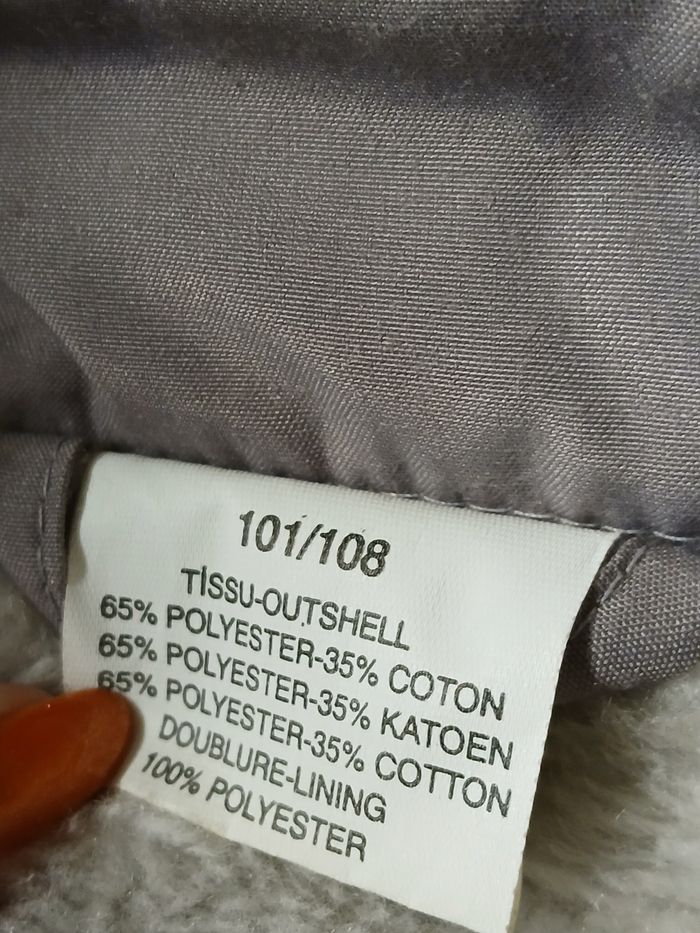 101/108
TISSU-OUTSHELL
65% POLYESTER-35% COTON
65% POLYESTER-35% KATOEN
65% POLYESTER-35% COTTON
DOUBLURE-LINING
100% POLYESTER